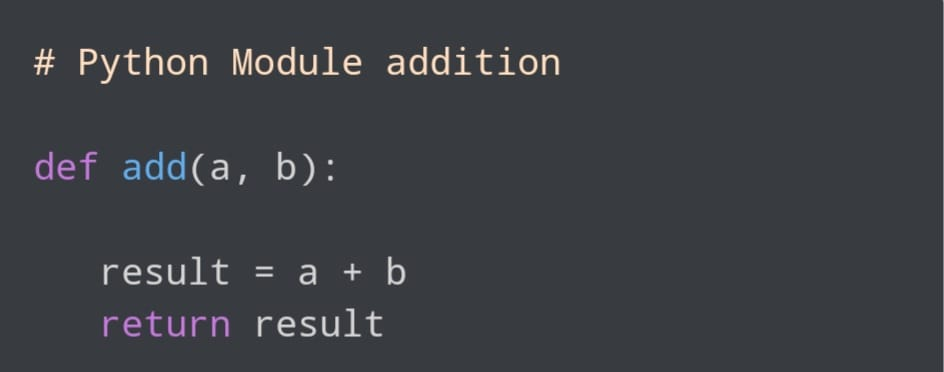 # Python Module addition
def add(a, b):
   result = a + b
   return result